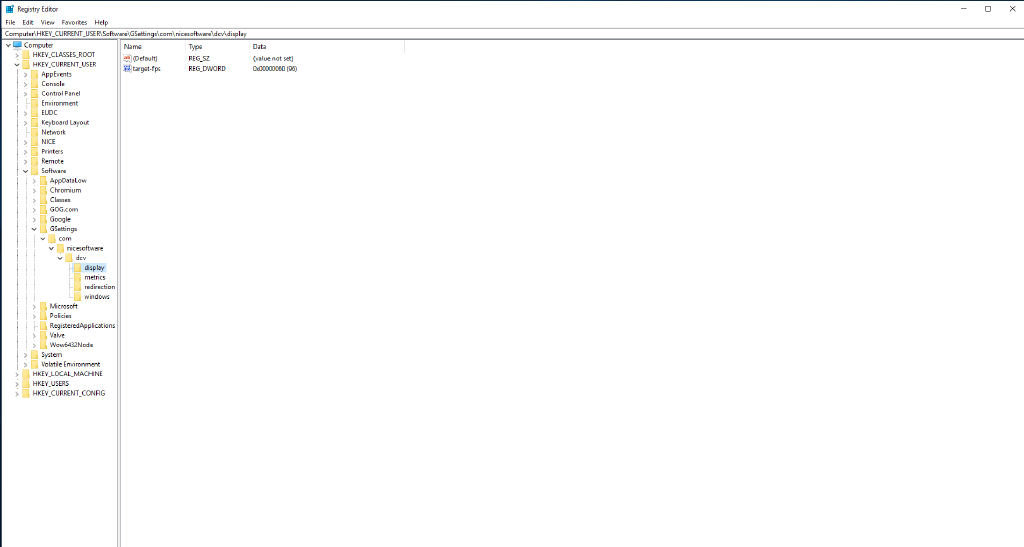 Registry Editor
File Edit View Favorites Help
Computer\HKEY_CURRENT_USER\Software\GSettings\com\nicesoftware\dcv\display
Computer
HKEY_CLASSES_ROOT
HKEY_CURRENT_USER
AppEvents
Console
Control Panel
Environment
EUDC
Keyboard Layout
Network
NICE
Printers
Remote
Software
AppDataLow
Chromium
Classes
GOG.com
Google
GSettings
com
nicesoftware
dcv
display
metrics
redirection
windows
Microsoft
Policies
RegisteredApplications
Valve
Wow6432Node
System
Volatile Environment
HKEY_LOCAL_MACHINE
HKEY_USERS
HKEY_CURRENT_CONFIG
Name Type Data
(Default) REG_SZ (value not set)
target-fps REG_DWORD 0x00000060 (96)